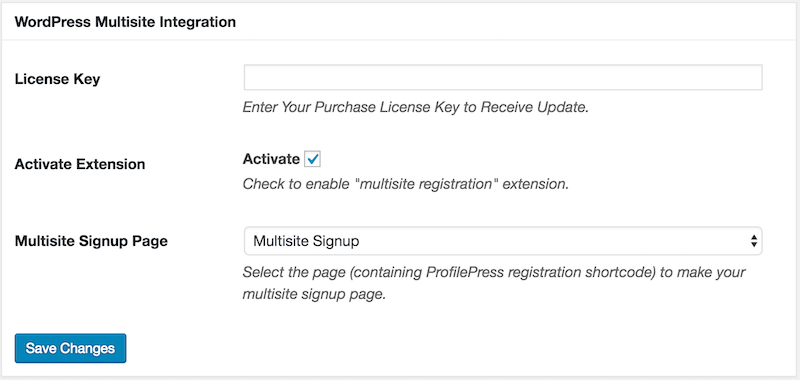 WordPress Multisite Integration
License Key
Enter Your Purchase License Key to Receive Update.
Activate Extension
Activate
Check to enable "multisite registration" extension.
Multisite Signup Page
Multisite Signup
Select the page (containing ProfilePress registration shortcode) to make your
multisite signup page.
Save Changes